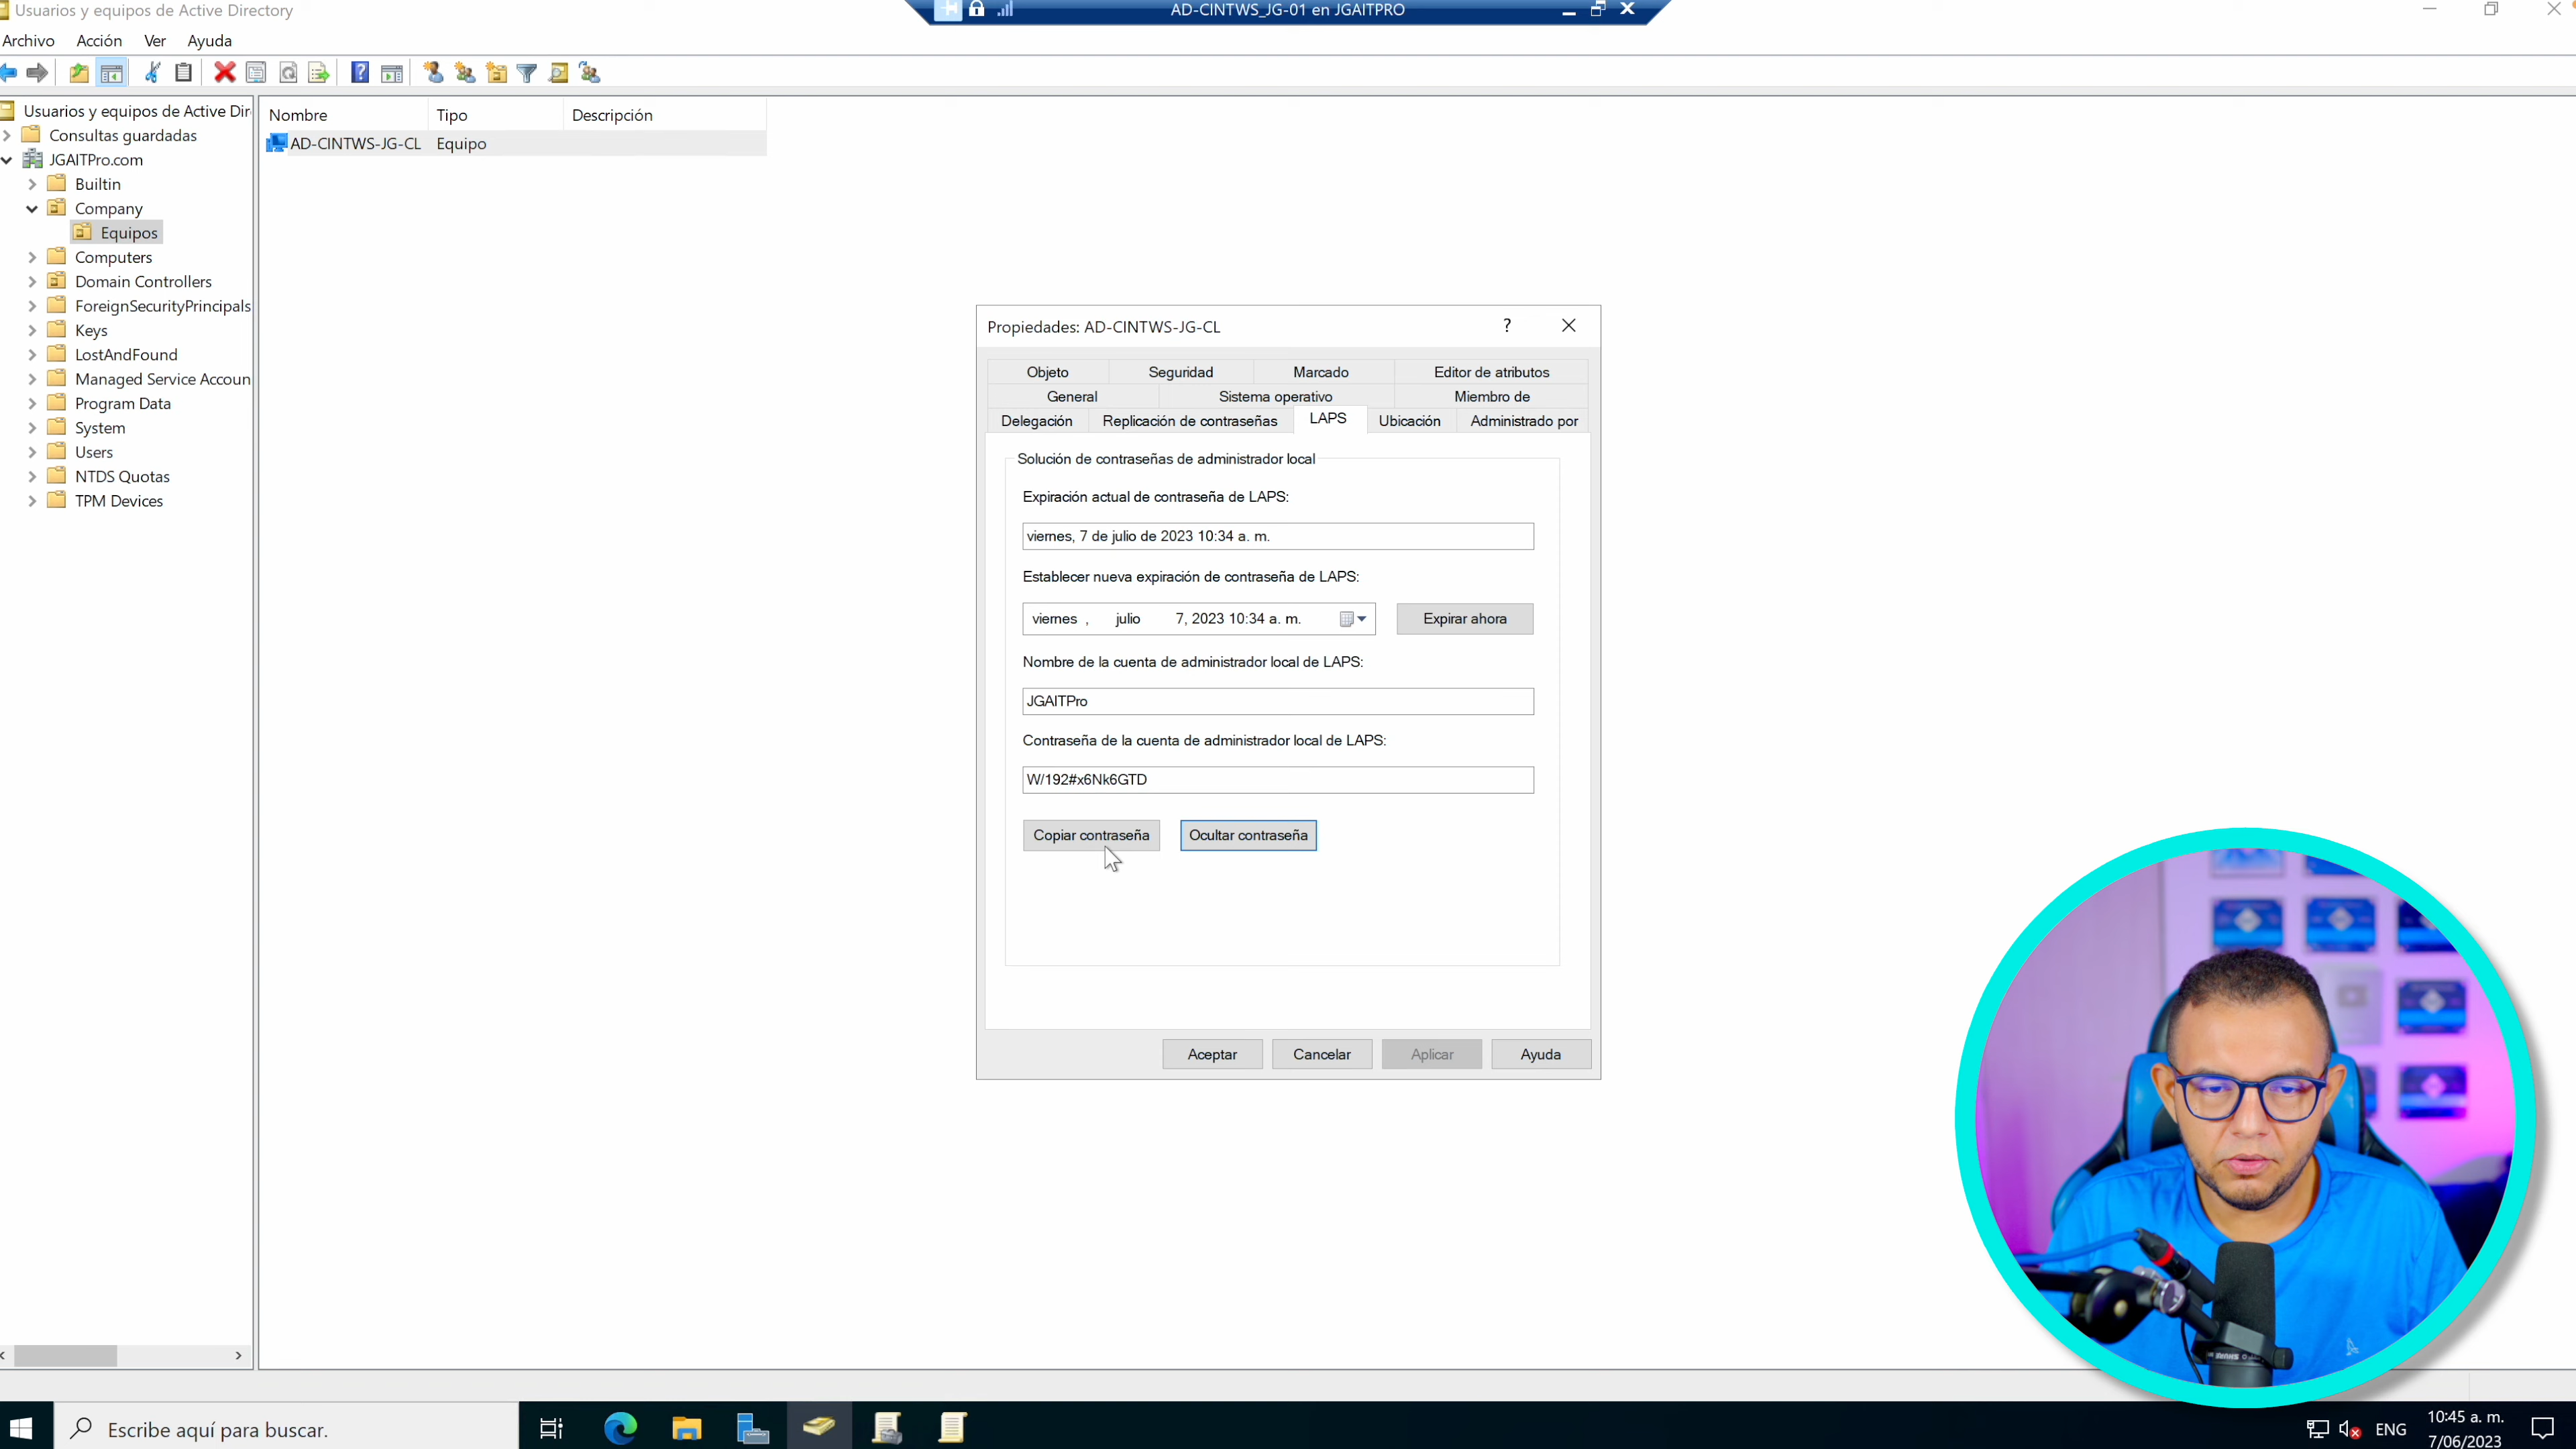 Usuarios y equipos de Active Directory
AD-CINTWS_JG-01 en JGAITPRO
Archivo Acción Ver Ayuda
Usuarios y equipos de Active Dir
Consultas guardadas
JGAITPro.com
Builtin
Company
Equipos
Computers
Domain Controllers
ForeignSecurityPrincipals
Keys
LostAndFound
Managed Service Accoun
Program Data
System
Users
NTDS Quotas
TPM Devices
Nombre Tipo Descripción
AD-CINTWS-JG-CL Equipo
Propiedades: AD-CINTWS-JG-CL ?
Objeto Seguridad Marcado Editor de atributos
General Sistema operativo Miembro de
Delegación Replicación de contraseñas LAPS Ubicación Administrado por
Solución de contraseñas de administrador local
Expiración actual de contraseña de LAPS:
viernes, 7 de julio de 2023 10:34 a. m.
Establecer nueva expiración de contraseña de LAPS:
viernes , julio 7, 2023 10:34 a. m. Expirar ahora
Nombre de la cuenta de administrador local de LAPS:
JGAITPro
Contraseña de la cuenta de administrador local de LAPS:
W/192#x6Nk6GTD
Copiar contraseña Ocultar contraseña
Aceptar Cancelar Aplicar Ayuda
Escribe aquí para buscar.
ENG
10:45 a. m.
7/06/2023